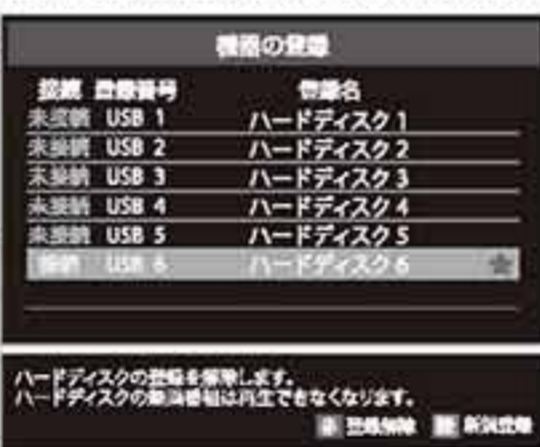 機器の登録
接続 登録番号 登録名
未接続 USB 1 ハードディスク 1
未接続 USB 2 ハードディスク 2
未接続 USB 3 ハードディスク 3
未接続 USB 4 ハードディスク 4
未接続 USB 5 ハードディスク 5
接続 USB 6 ハードディスク 6
ハードディスクの登録を解除します。
ハードディスクの録画番組は再生できなくなります。
登録解除 新規登録